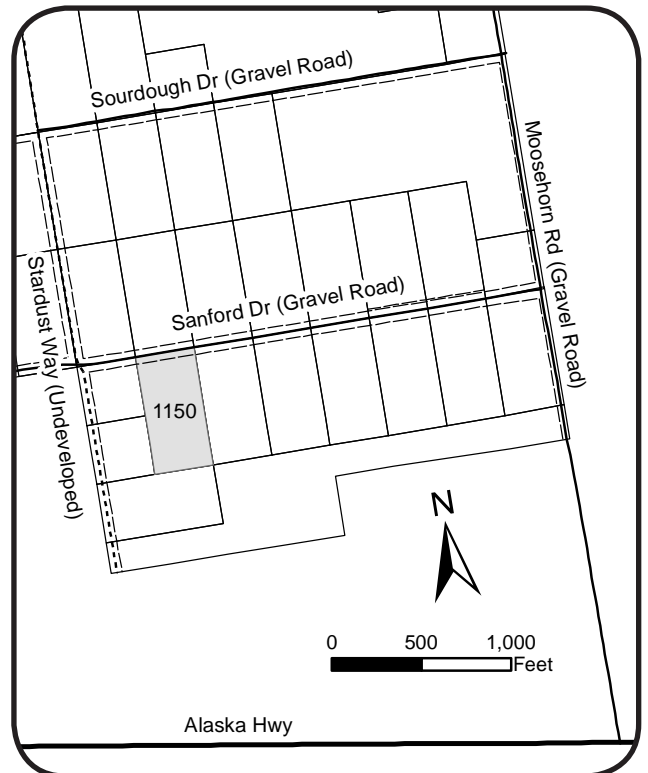 Sourdough Dr (Gravel Road)
Moosehorn Rd (Gravel Road)
Stardust Way (Undeveloped)
Sanford Dr (Gravel Road)
1150
N
0 500 1,000
Feet
Alaska Hwy